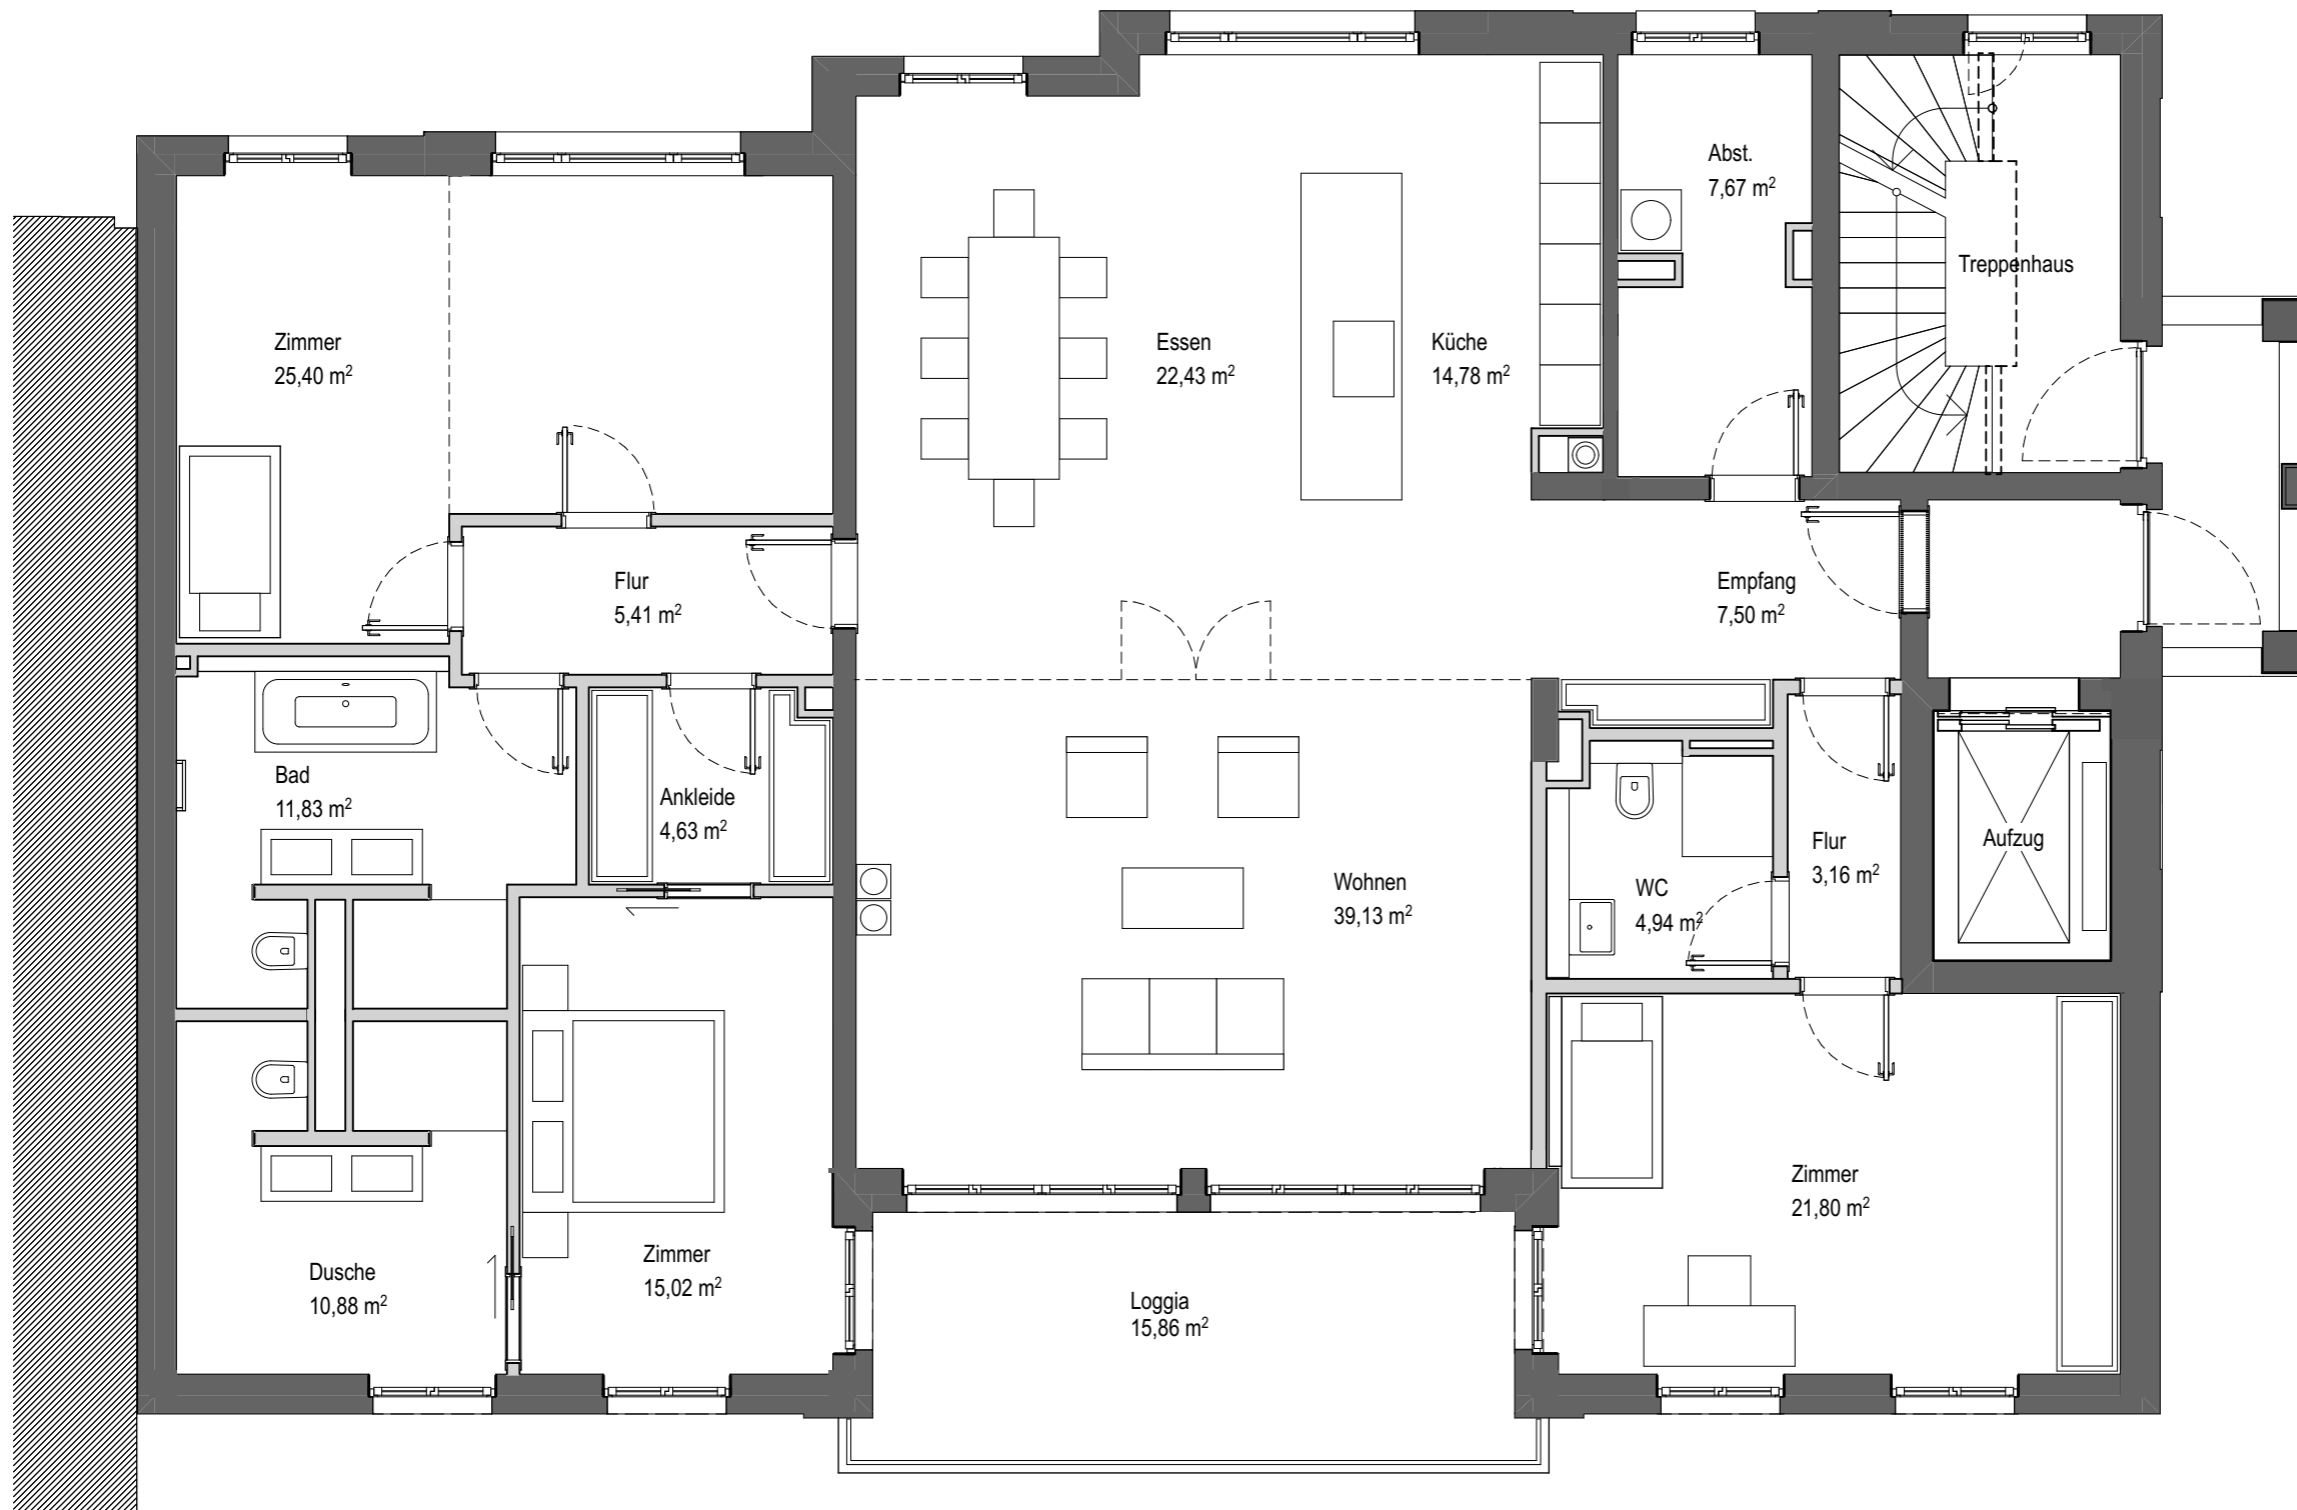 Abst.
7,67 m²
Treppenhaus
Zimmer
25,40 m²
Essen
22,43 m²
Küche
14,78 m²
Flur
5,41 m²
Empfang
7,50 m²
Bad
11,83 m²
Ankleide
4,63 m²
Wohnen
39,13 m²
WC
4,94 m²
Flur
3,16 m²
Aufzug
Zimmer
21,80 m²
Dusche
10,88 m²
Zimmer
15,02 m²
Loggia
15,86 m²